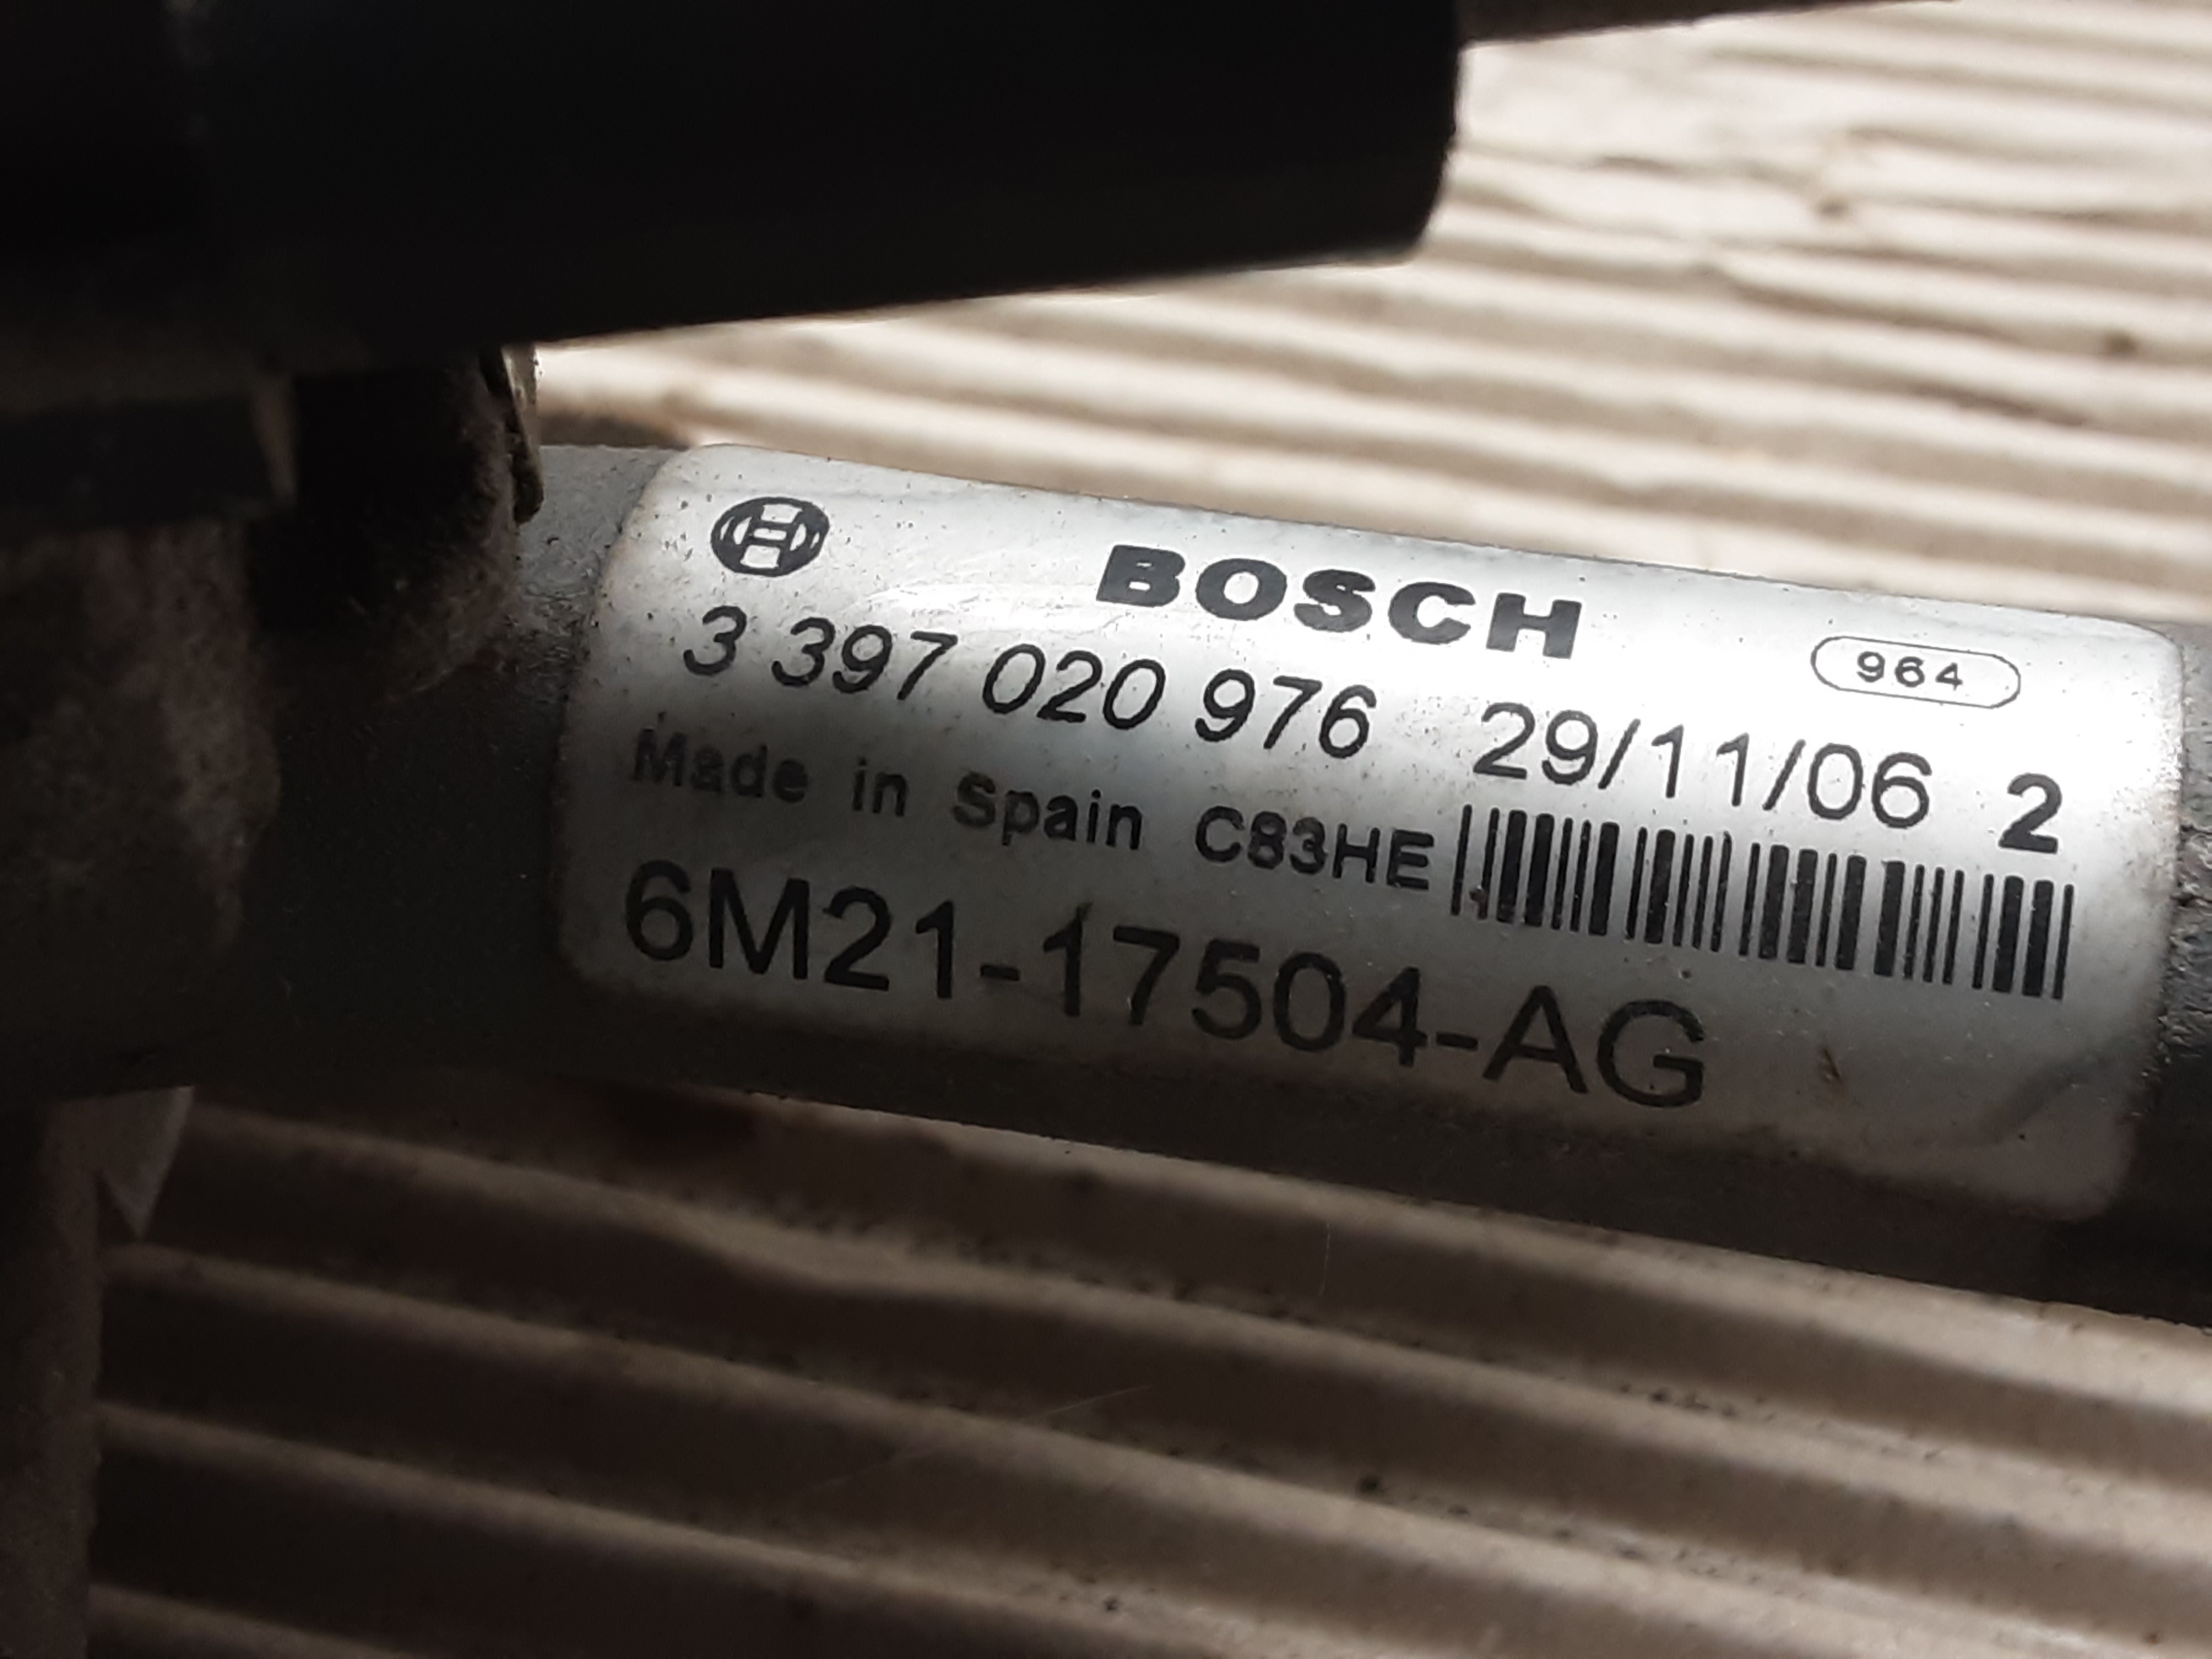 BOSCH
964
3 397 020 976 29/11/06 2
Made in Spain C83HE
6M21-17504-AG